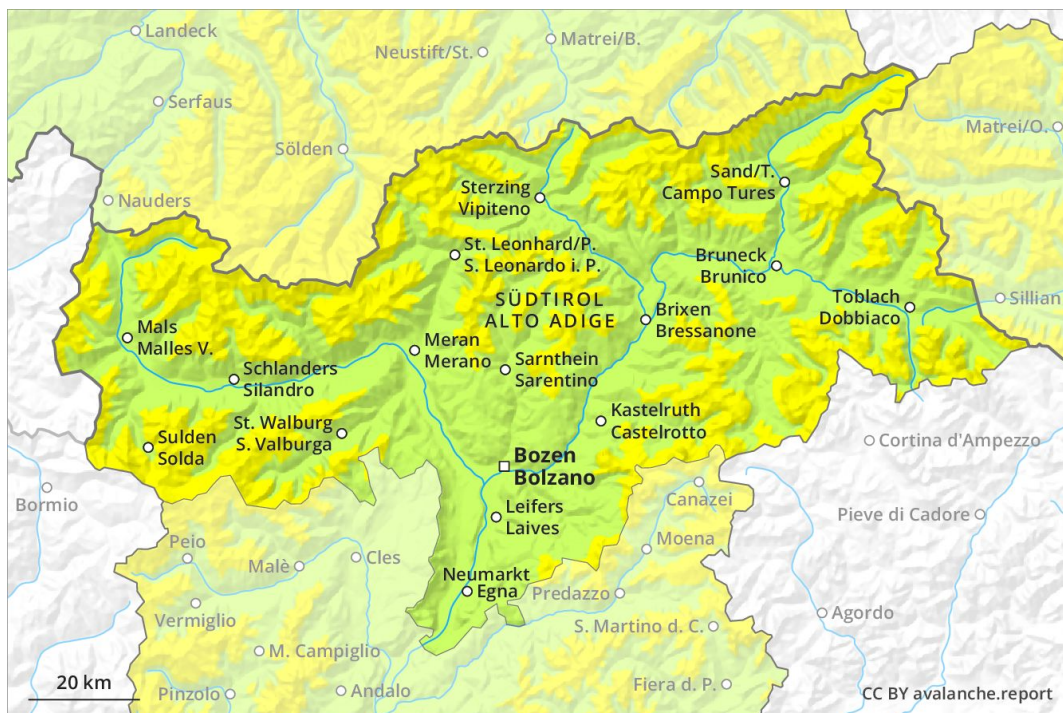 Landeck
Matrei/B.
Neustift/St.
Serfaus
Matrei/O.
Sölden
Sand/T.
Campo Tures
Sterzing
Vipiteno
Nauders
St. Leonhard/P.
S. Leonardo i. P.
Bruneck
Brunico
SÜDTIROL
ALTO ADIGE
Toblach
Dobbiaco
Sillian
Brixen
Bressanone
Mals
Malles V.
Meran
Merano
Schlanders
Silandro
Sarnthein
Sarentino
Kastelruth
Castelrotto
St. Walburg
S. Valburga
Sulden
Solda
Cortina d'Ampezzo
Bozen
Bolzano
Bormio
Canazei
Leifers
Laives
Pieve di Cadore
Moena
Peio
Malè
Cles
Neumarkt
Egna
Predazzo
Vermiglio
Agordo
S. Martino d. C.
M. Campiglio
20 km
Pinzolo
Andalo
Fiera d. P.
CC BY avalanche.report